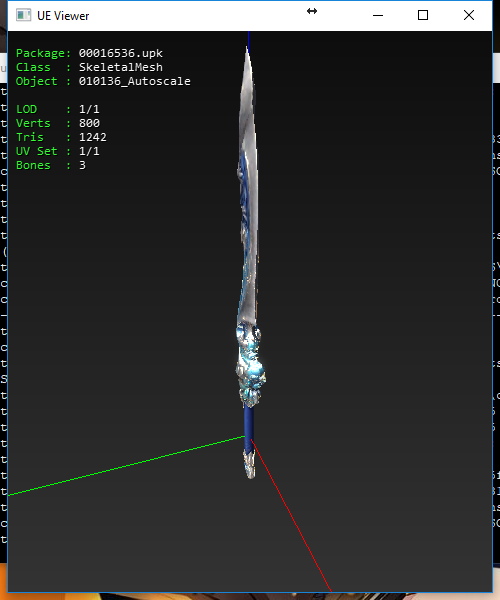 UE Viewer
Package: 00016536.upk
Class  : SkeletalMesh
Object : 010136_Autoscale
LOD    : 1/1
Verts  : 800
Tris   : 1242
UV Set : 1/1
Bones  : 3